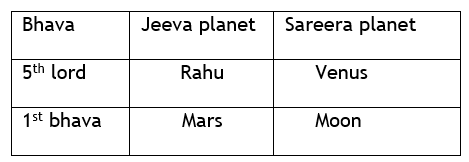 Bhava Jeeva planet Sareera planet
5th lord Rahu Venus
1st bhava Mars Moon